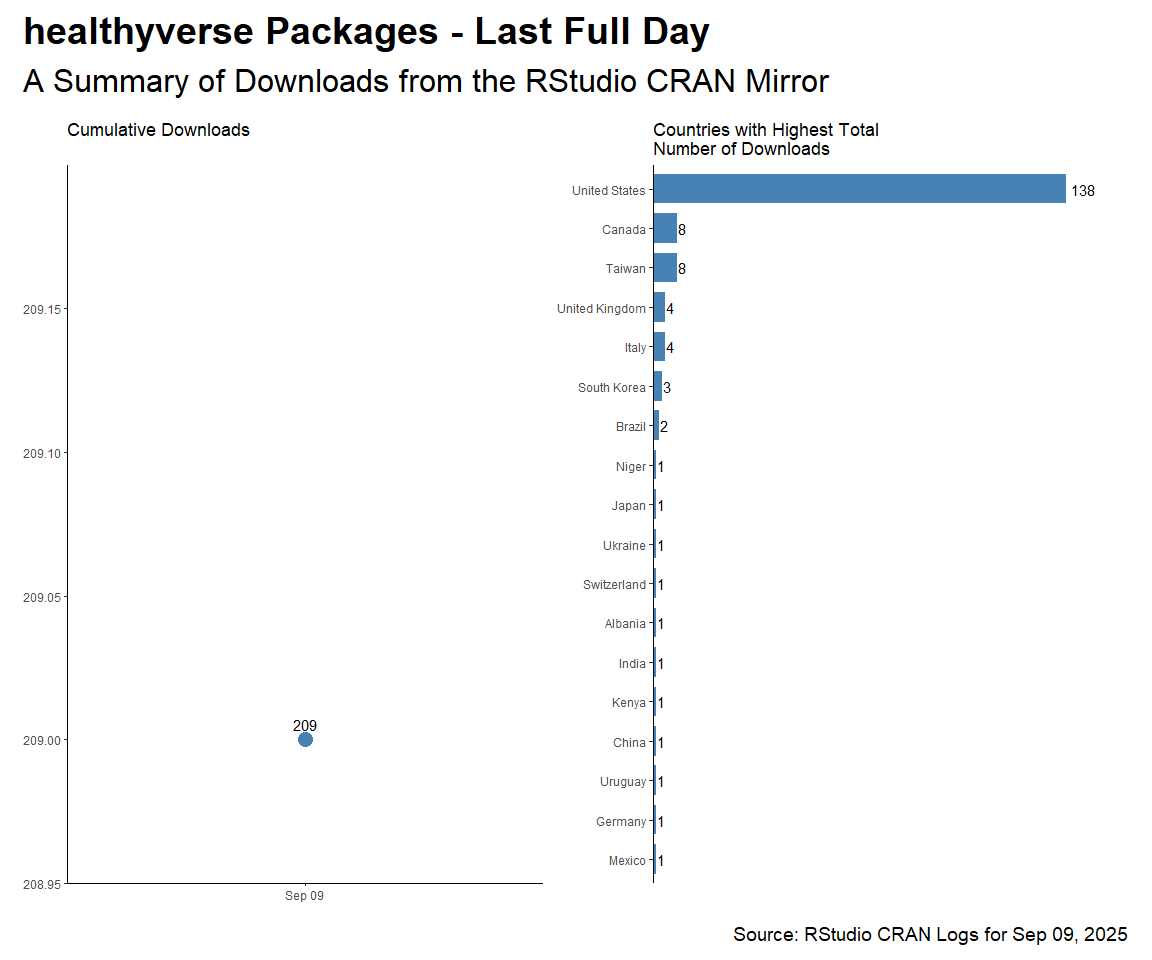 healthyverse Packages - Last Full Day
A Summary of Downloads from the RStudio CRAN Mirror
Cumulative Downloads
209.15
209.10
209.05
209.00
208.95
209
Sep 09
Countries with Highest Total
Number of Downloads
United States 138
Canada 8
Taiwan 8
United Kingdom 4
Italy 4
South Korea 3
Brazil 2
Niger 1
Japan 1
Ukraine 1
Switzerland 1
Albania 1
India 1
Kenya 1
China 1
Uruguay 1
Germany 1
Mexico 1
Source: RStudio CRAN Logs for Sep 09, 2025